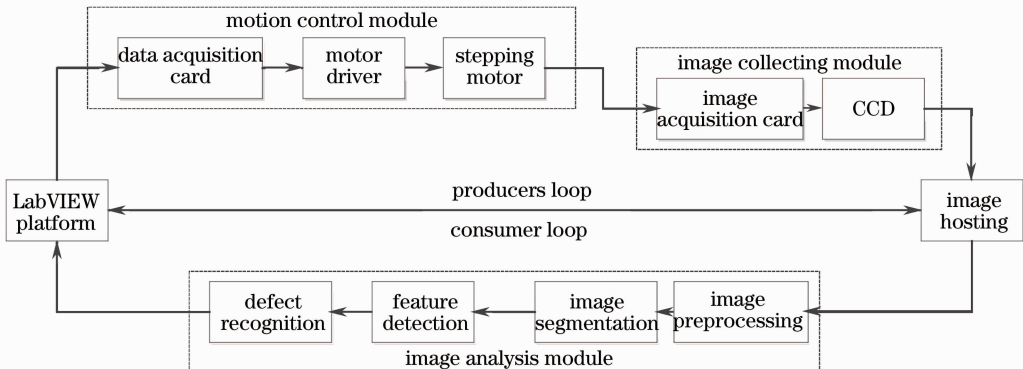 motion control module
data acquisition
card
motor
driver
stepping
motor
image collecting module
image
acquisition card
CCD
LabVIEW
platform
producers loop
consumer loop
image
hosting
defect
recognition
feature
detection
image
segmentation
image
preprocessing
image analysis module